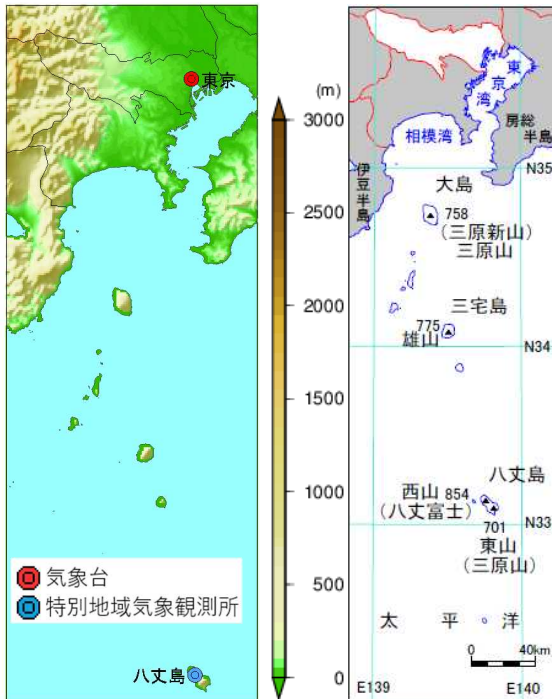 東京
気象台
特別地域気象観測所
八丈島
(m)
3000
2500
2000
1500
1000
500
0
東京湾
相模湾
房総
半島
伊豆半島
N35
大島
758
(三原新山)
三原山
三宅島
775
雄山
N34
八丈島
西山 854
(八丈富士)
N33
701
東山
(三原山)
太 平 洋
0 40km
E139 E140